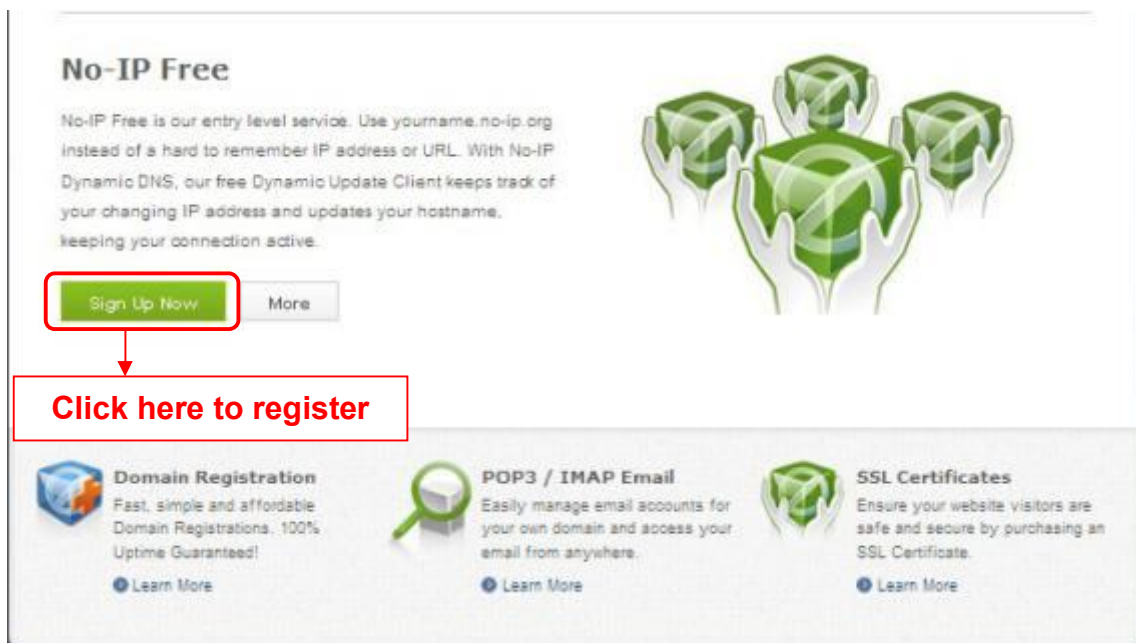 No-IP Free
No-IP Free is our entry level service. Use yourname.no-ip.org
instead of a hard to remember IP address or URL. With No-IP
Dynamic DNS, our free Dynamic Update Client keeps track of
your changing IP address and updates your hostname,
keeping your connection active.
Sign Up Now
More
Click here to register
Domain Registration
Fast, simple and affordable
Domain Registrations. 100%
Uptime Guaranteed!
Learn More
POP3 / IMAP Email
Easily manage email accounts for
your own domain and access your
email from anywhere.
Learn More
SSL Certificates
Ensure your website visitors are
safe and secure by purchasing an
SSL Certificate.
Learn More